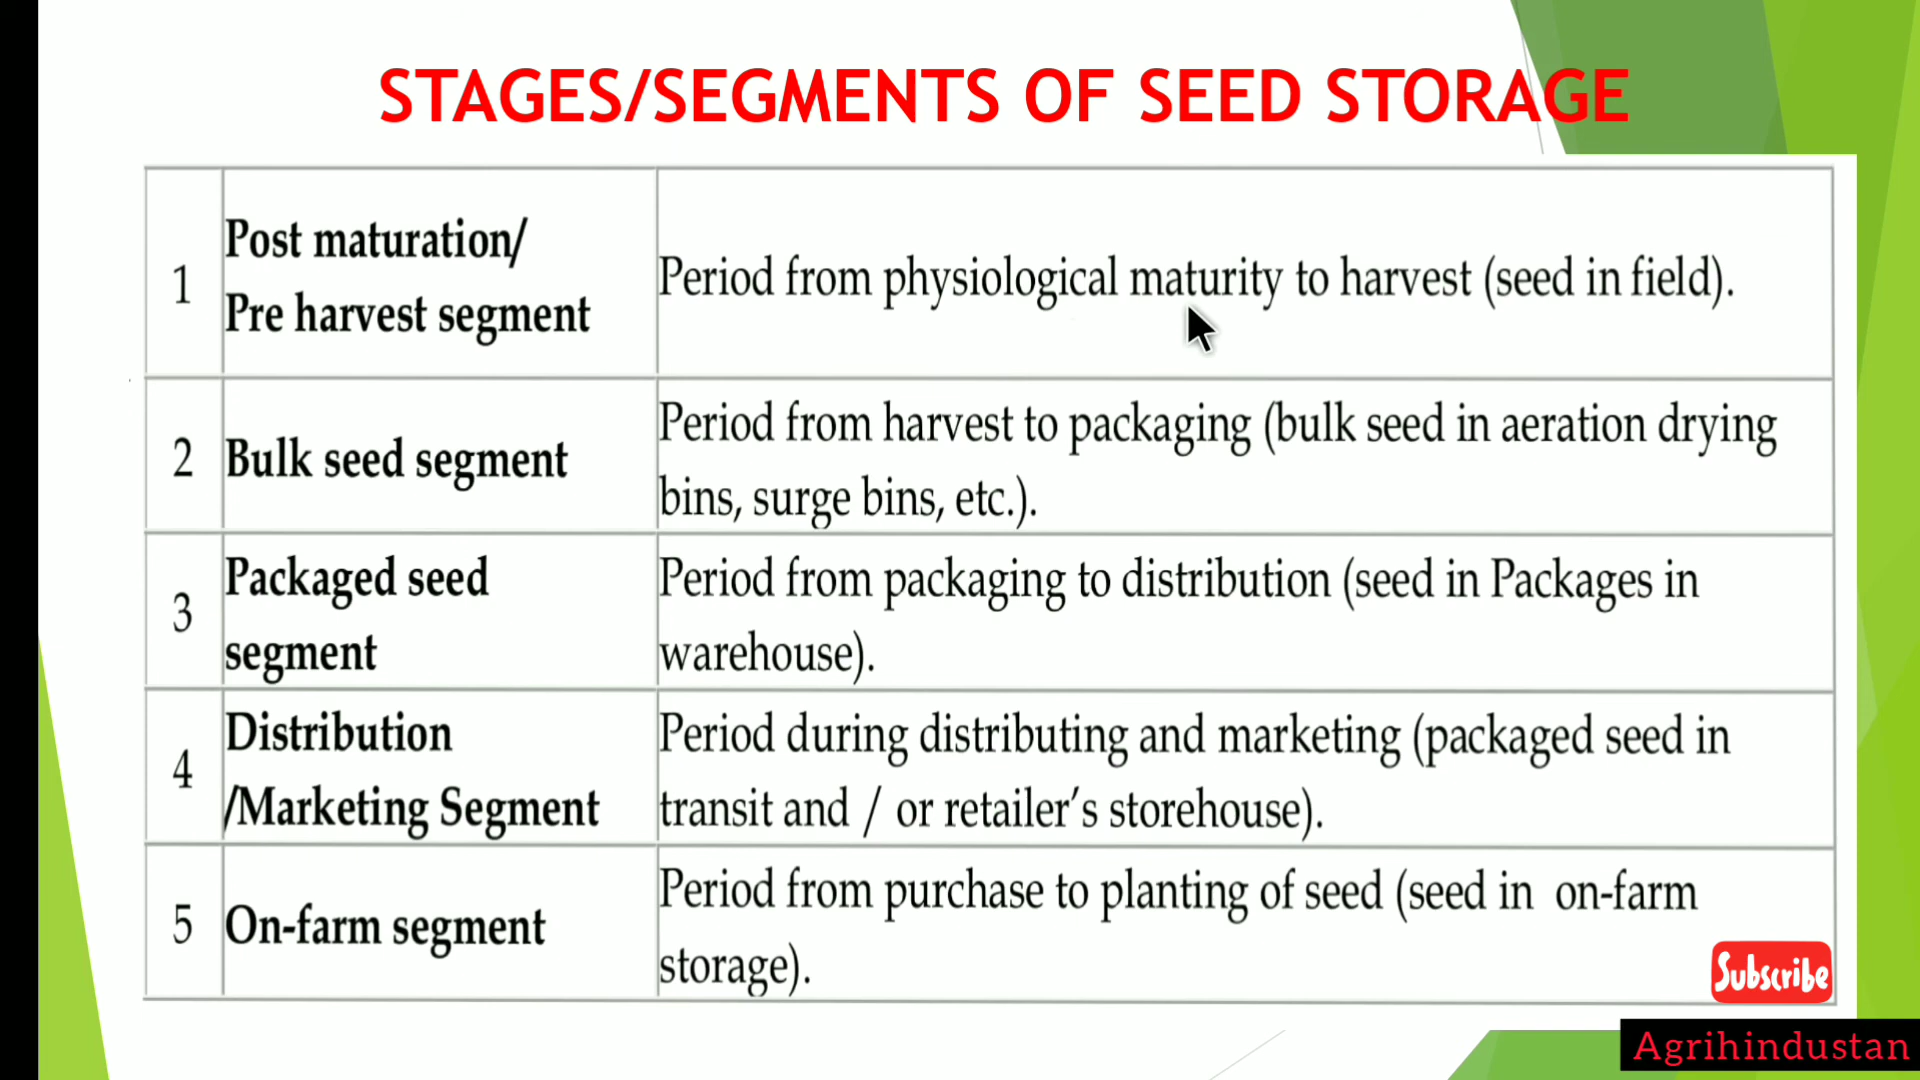 STAGES/SEGMENTS OF SEED STORAGE
1
Post maturation/
Pre harvest segment
Period from physiological maturity to harvest (seed in field).
2
Bulk seed segment
Period from harvest to packaging (bulk seed in aeration drying
bins, surge bins, etc.).
3
Packaged seed
segment
Period from packaging to distribution (seed in Packages in
warehouse).
4
Distribution
/Marketing Segment
Period during distributing and marketing (packaged seed in
transit and / or retailer’s storehouse).
5
On-farm segment
Period from purchase to planting of seed (seed in on-farm
storage).
Subscribe
Agrihindustan